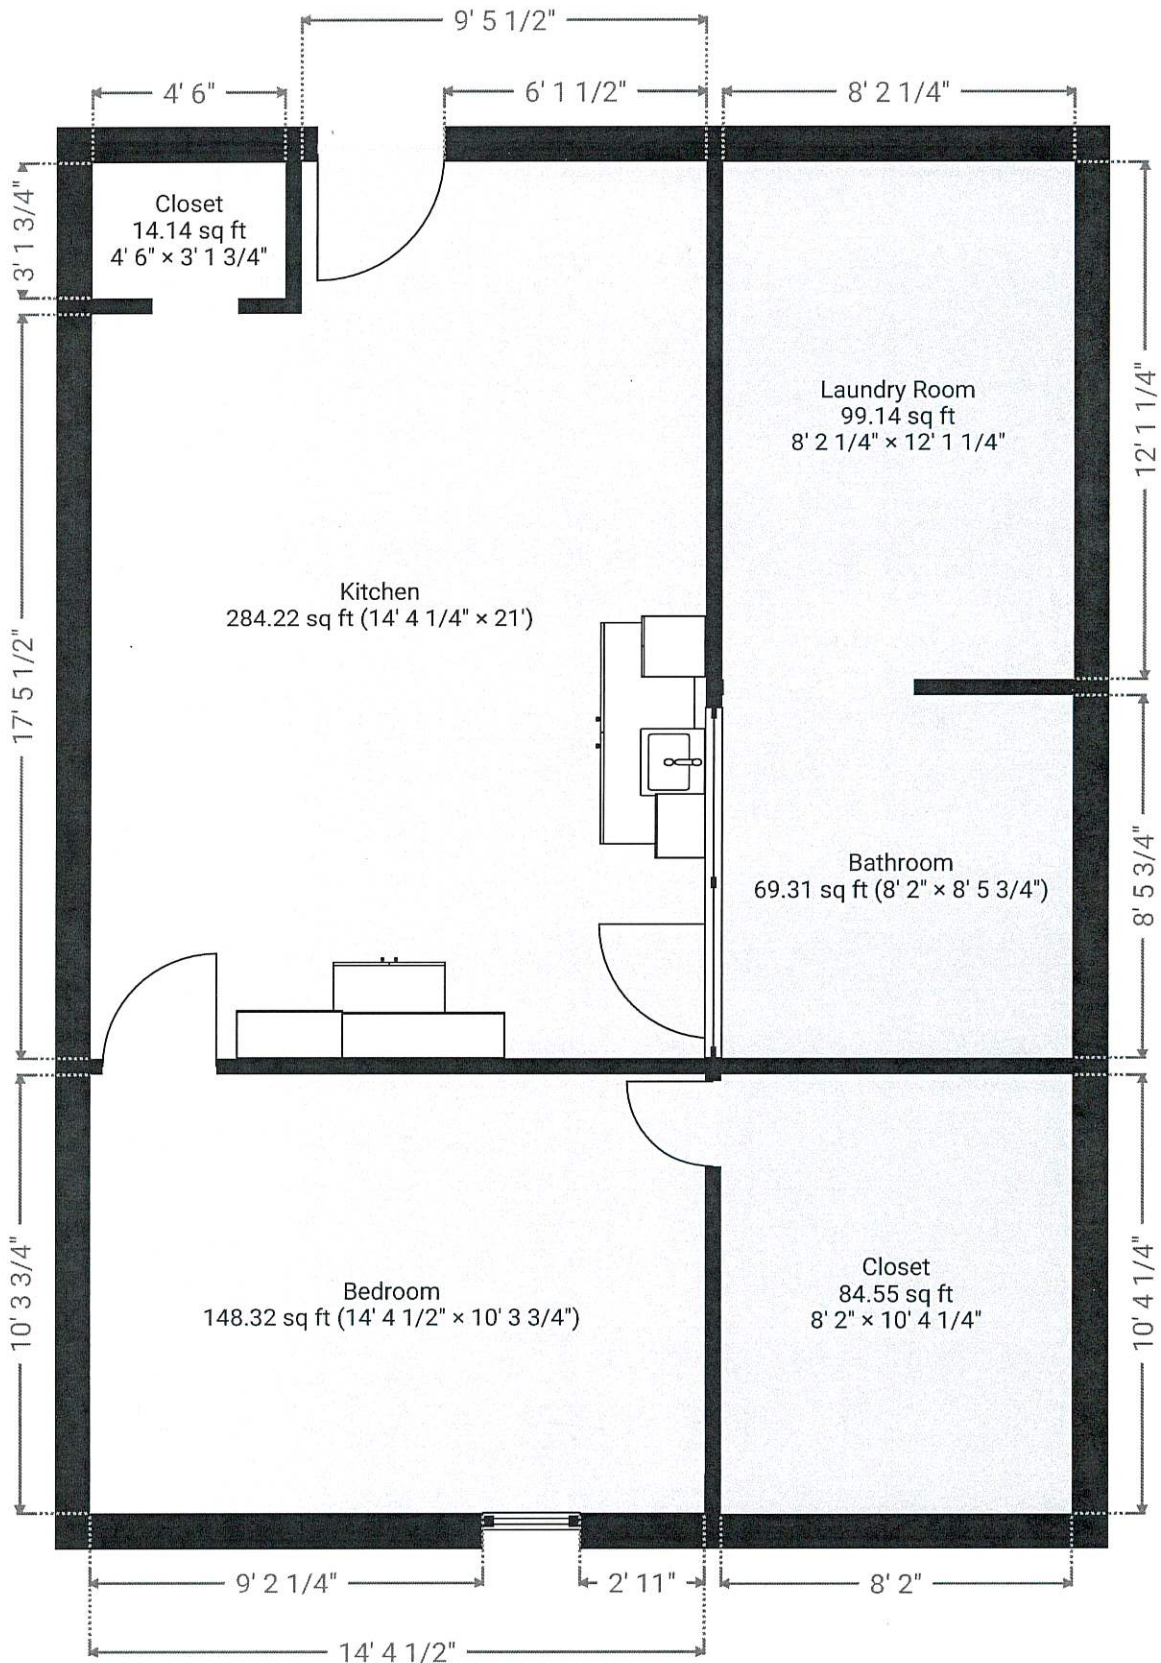 9' 5 1/2"
4' 6"
6' 1 1/2"
8' 2 1/4"
3' 1 3/4"
Closet
14.14 sq ft
4' 6" × 3' 1 3/4"
12' 1 1/4"
Laundry Room
99.14 sq ft
8' 2 1/4" × 12' 1 1/4"
Kitchen
284.22 sq ft (14' 4 1/4" × 21')
17' 5 1/2"
Bathroom
69.31 sq ft (8' 2" × 8' 5 3/4")
8' 5 3/4"
10' 3 3/4"
Bedroom
148.32 sq ft (14' 4 1/2" × 10' 3 3/4")
Closet
84.55 sq ft
8' 2" × 10' 4 1/4"
10' 4 1/4"
9' 2 1/4"
2' 11"
8' 2"
14' 4 1/2"